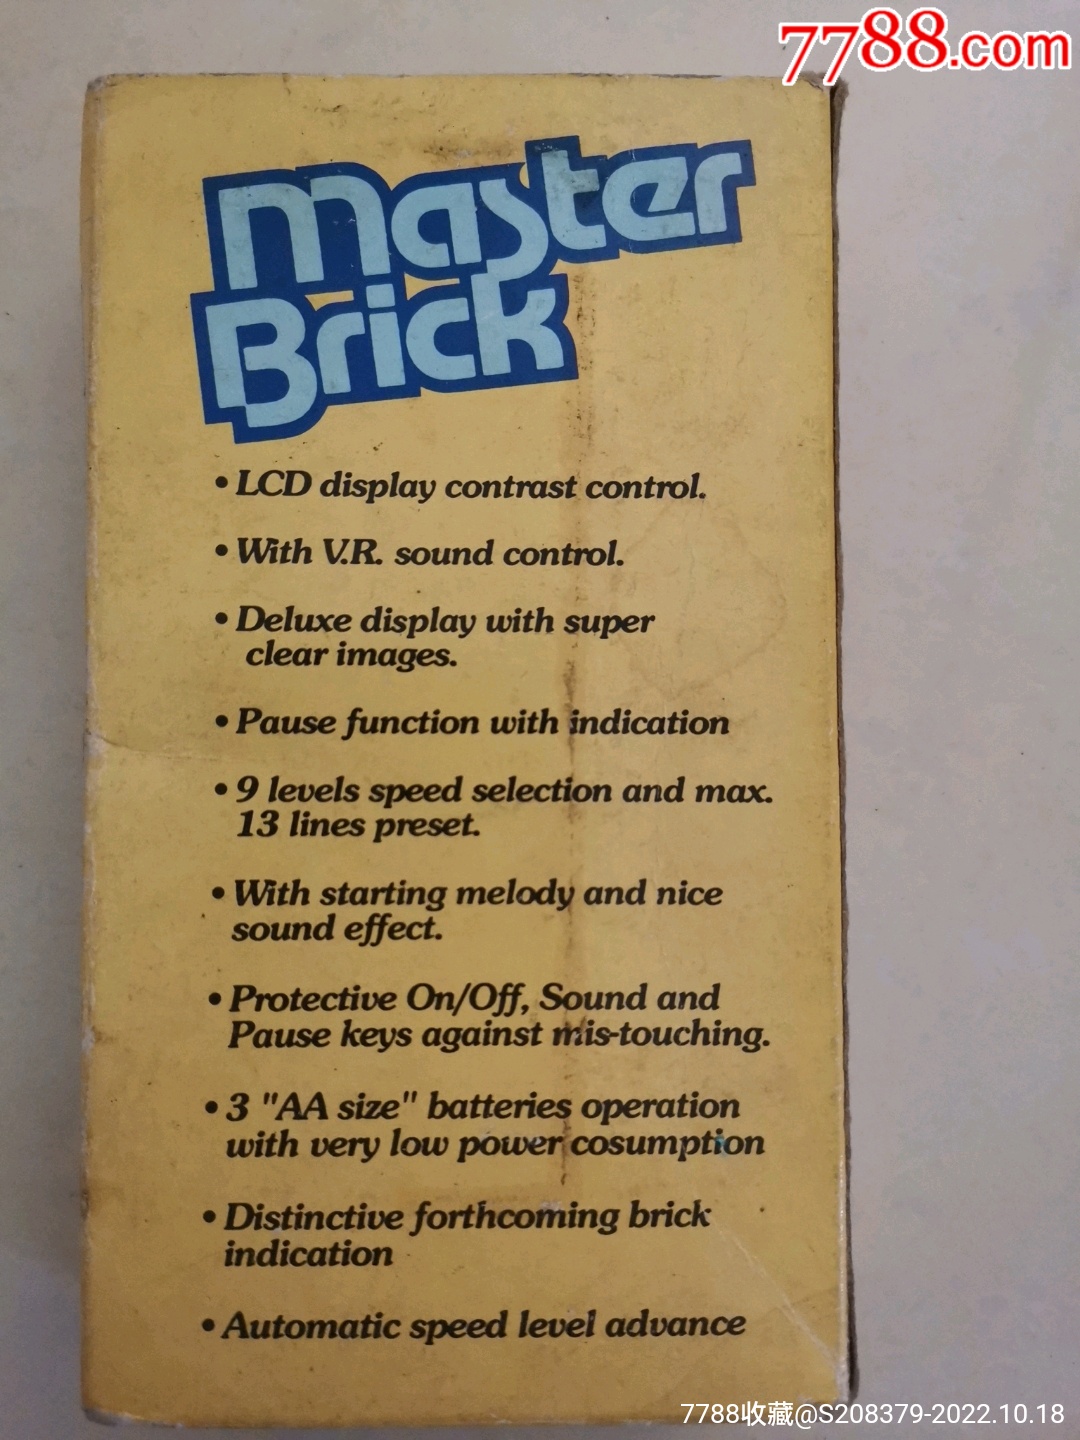 7788.com
Master
Brick
• LCD display contrast control.
• With V.R. sound control.
• Deluxe display with super
clear images.
• Pause function with indication
• 9 levels speed selection and max.
13 lines preset.
• With starting melody and nice
sound effect.
• Protective On/Off, Sound and
Pause keys against mis-touching.
• 3 "AA size" batteries operation
with very low power cosumption
• Distinctive forthcoming brick
indication
• Automatic speed level advance
7788收藏@S208379-2022.10.18